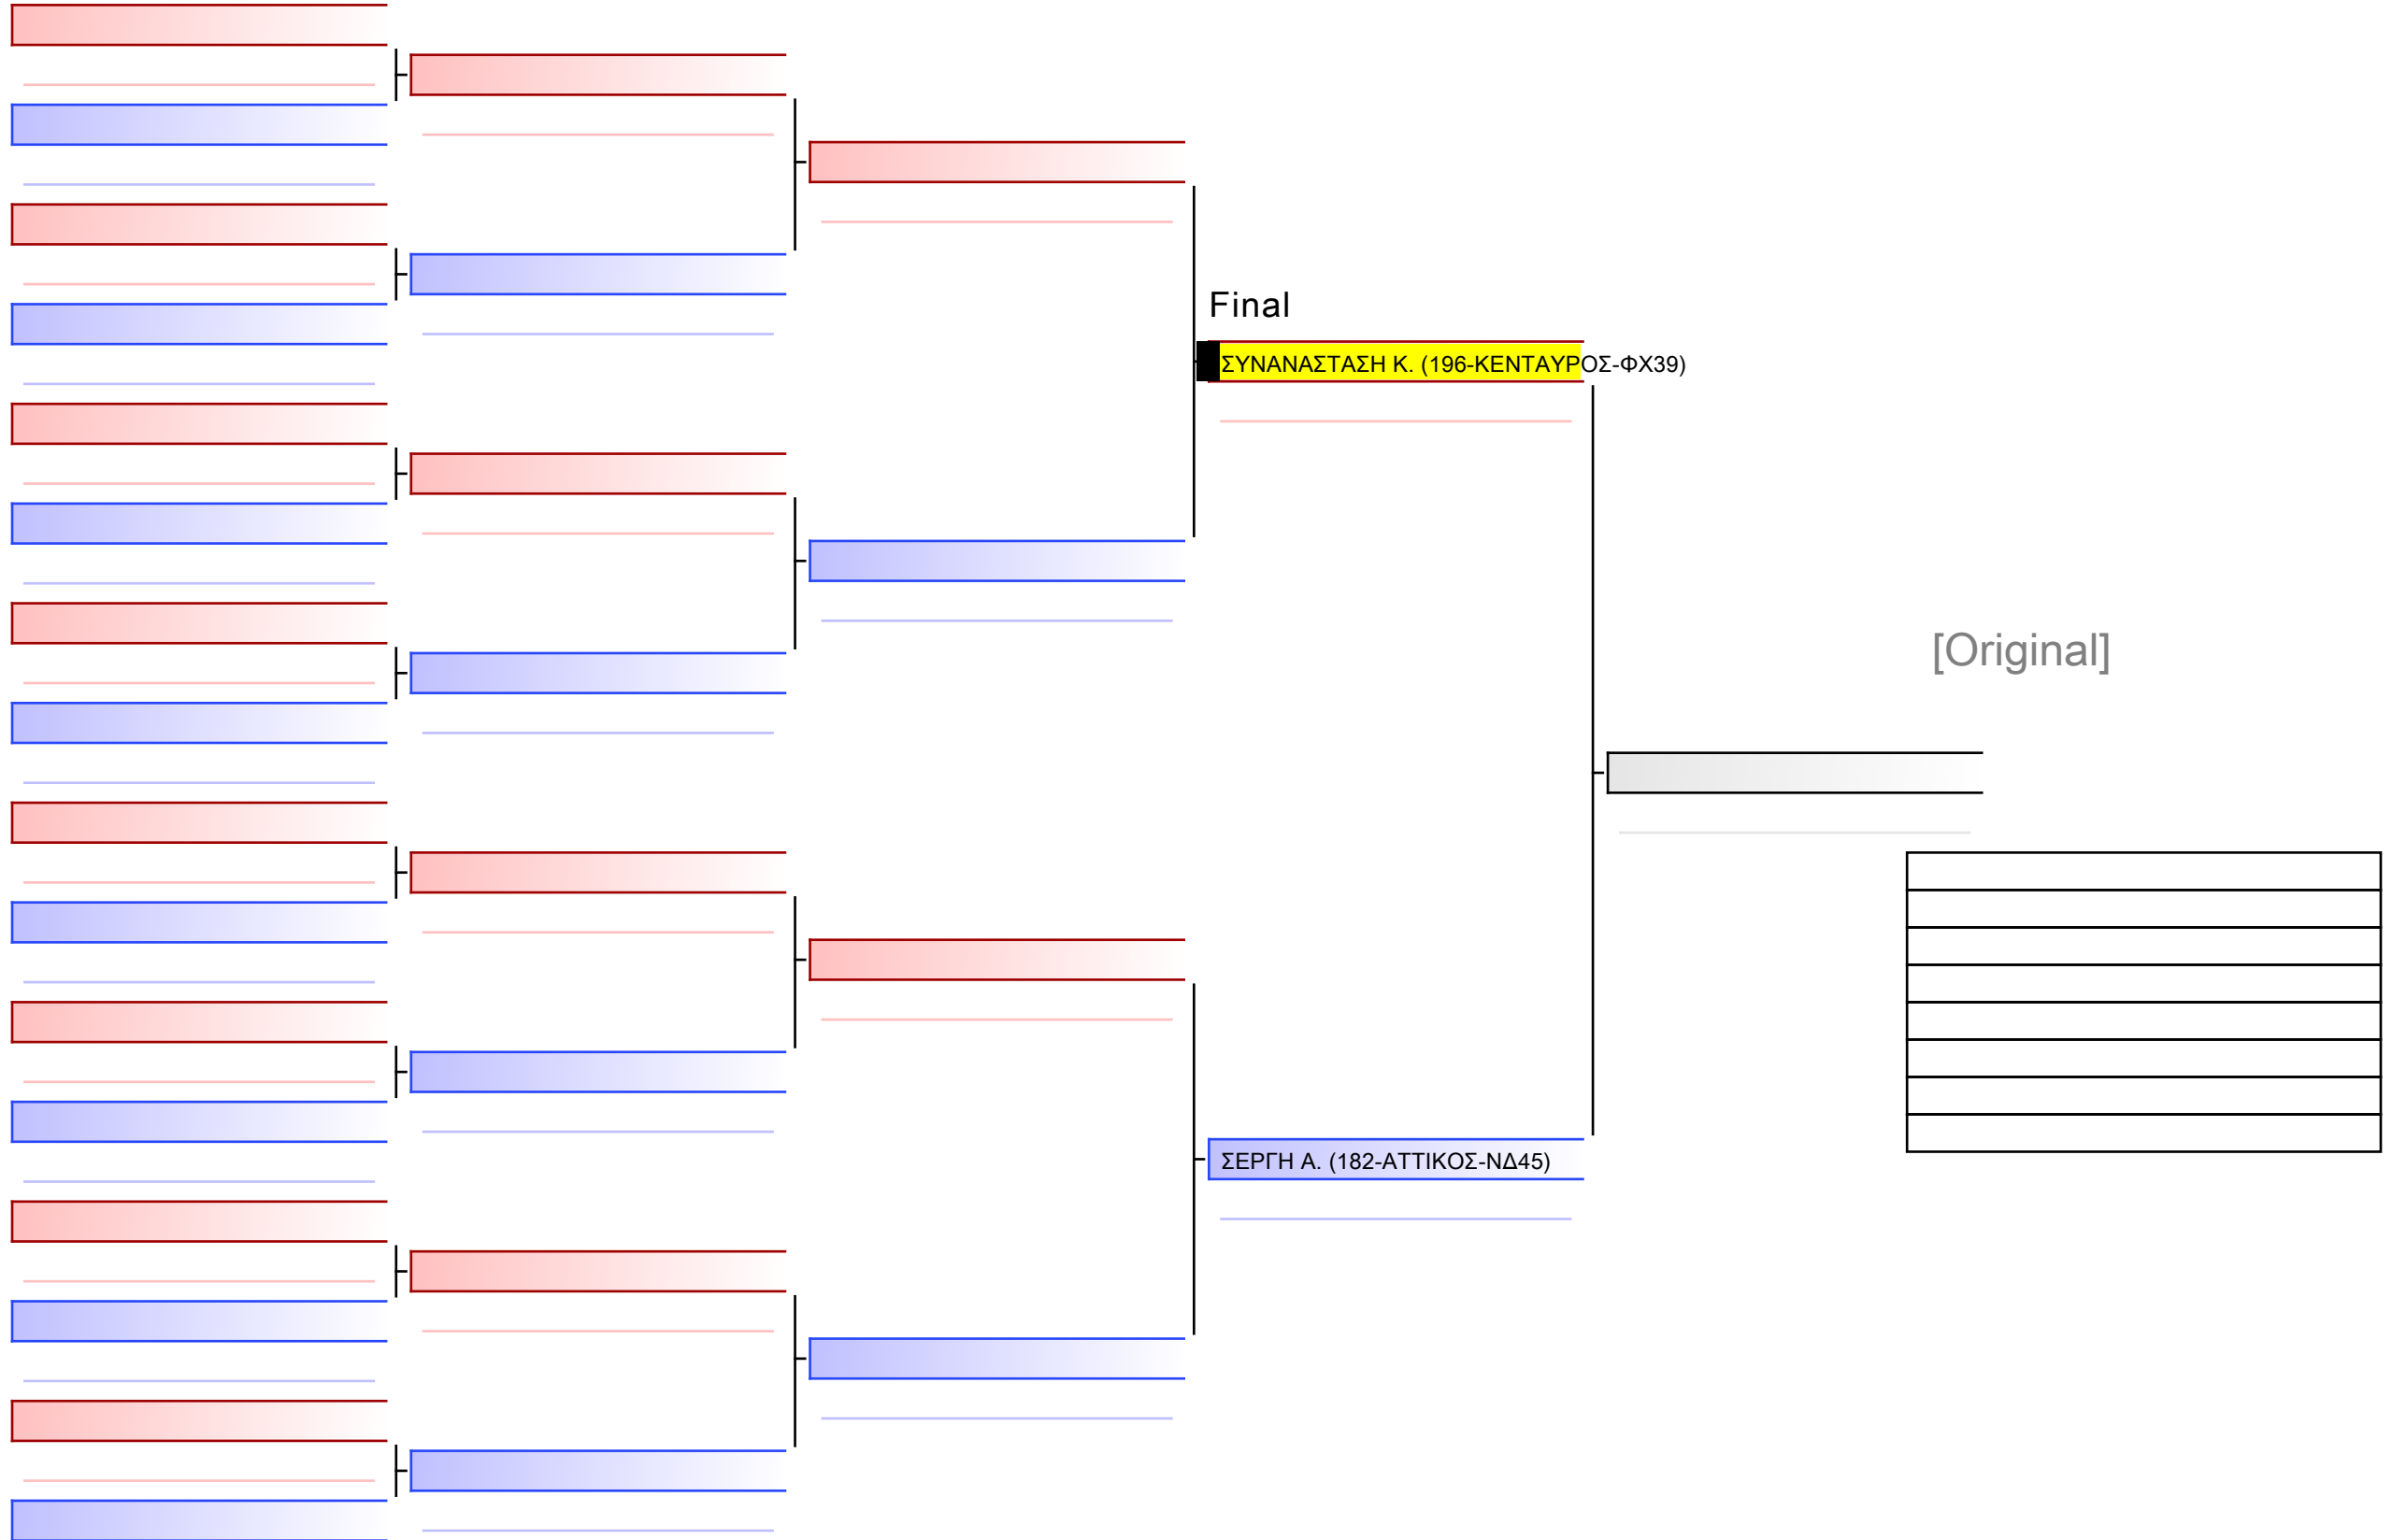 Final
ΣΥΝΑΝΑΣΤΑΣΗ Κ. (196-ΚΕΝΤΑΥΡΟΣ-ΦΧ39)
[Original]
ΣΕΡΓΗ Α. (182-ΑΤΤΙΚΟΣ-ΝΔ45)